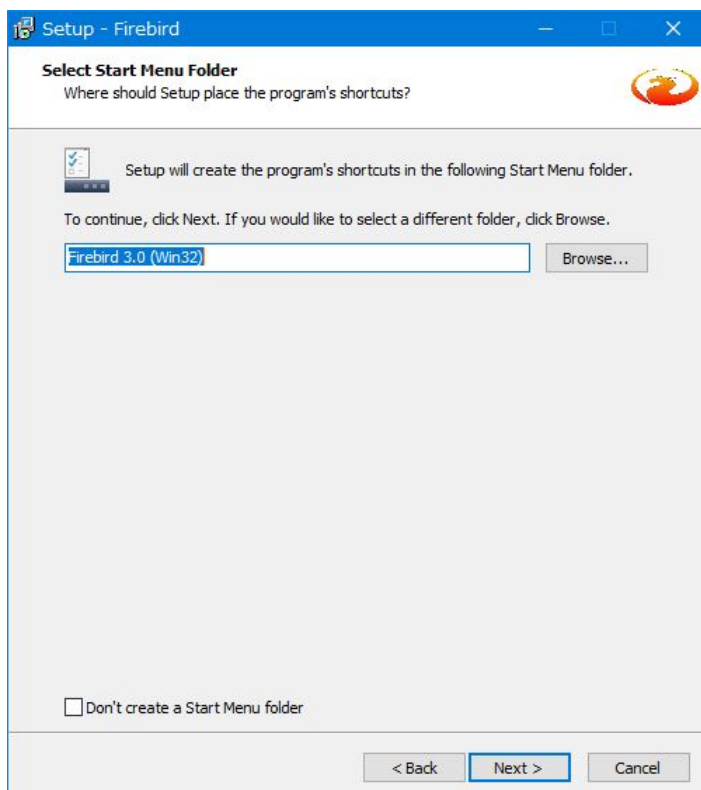 Setup - Firebird
Select Start Menu Folder
Where should Setup place the program's shortcuts?
Setup will create the program's shortcuts in the following Start Menu folder.
To continue, click Next. If you would like to select a different folder, click Browse.
Firebird 3.0 (Win32)
Browse...
Don't create a Start Menu folder
< Back
Next >
Cancel